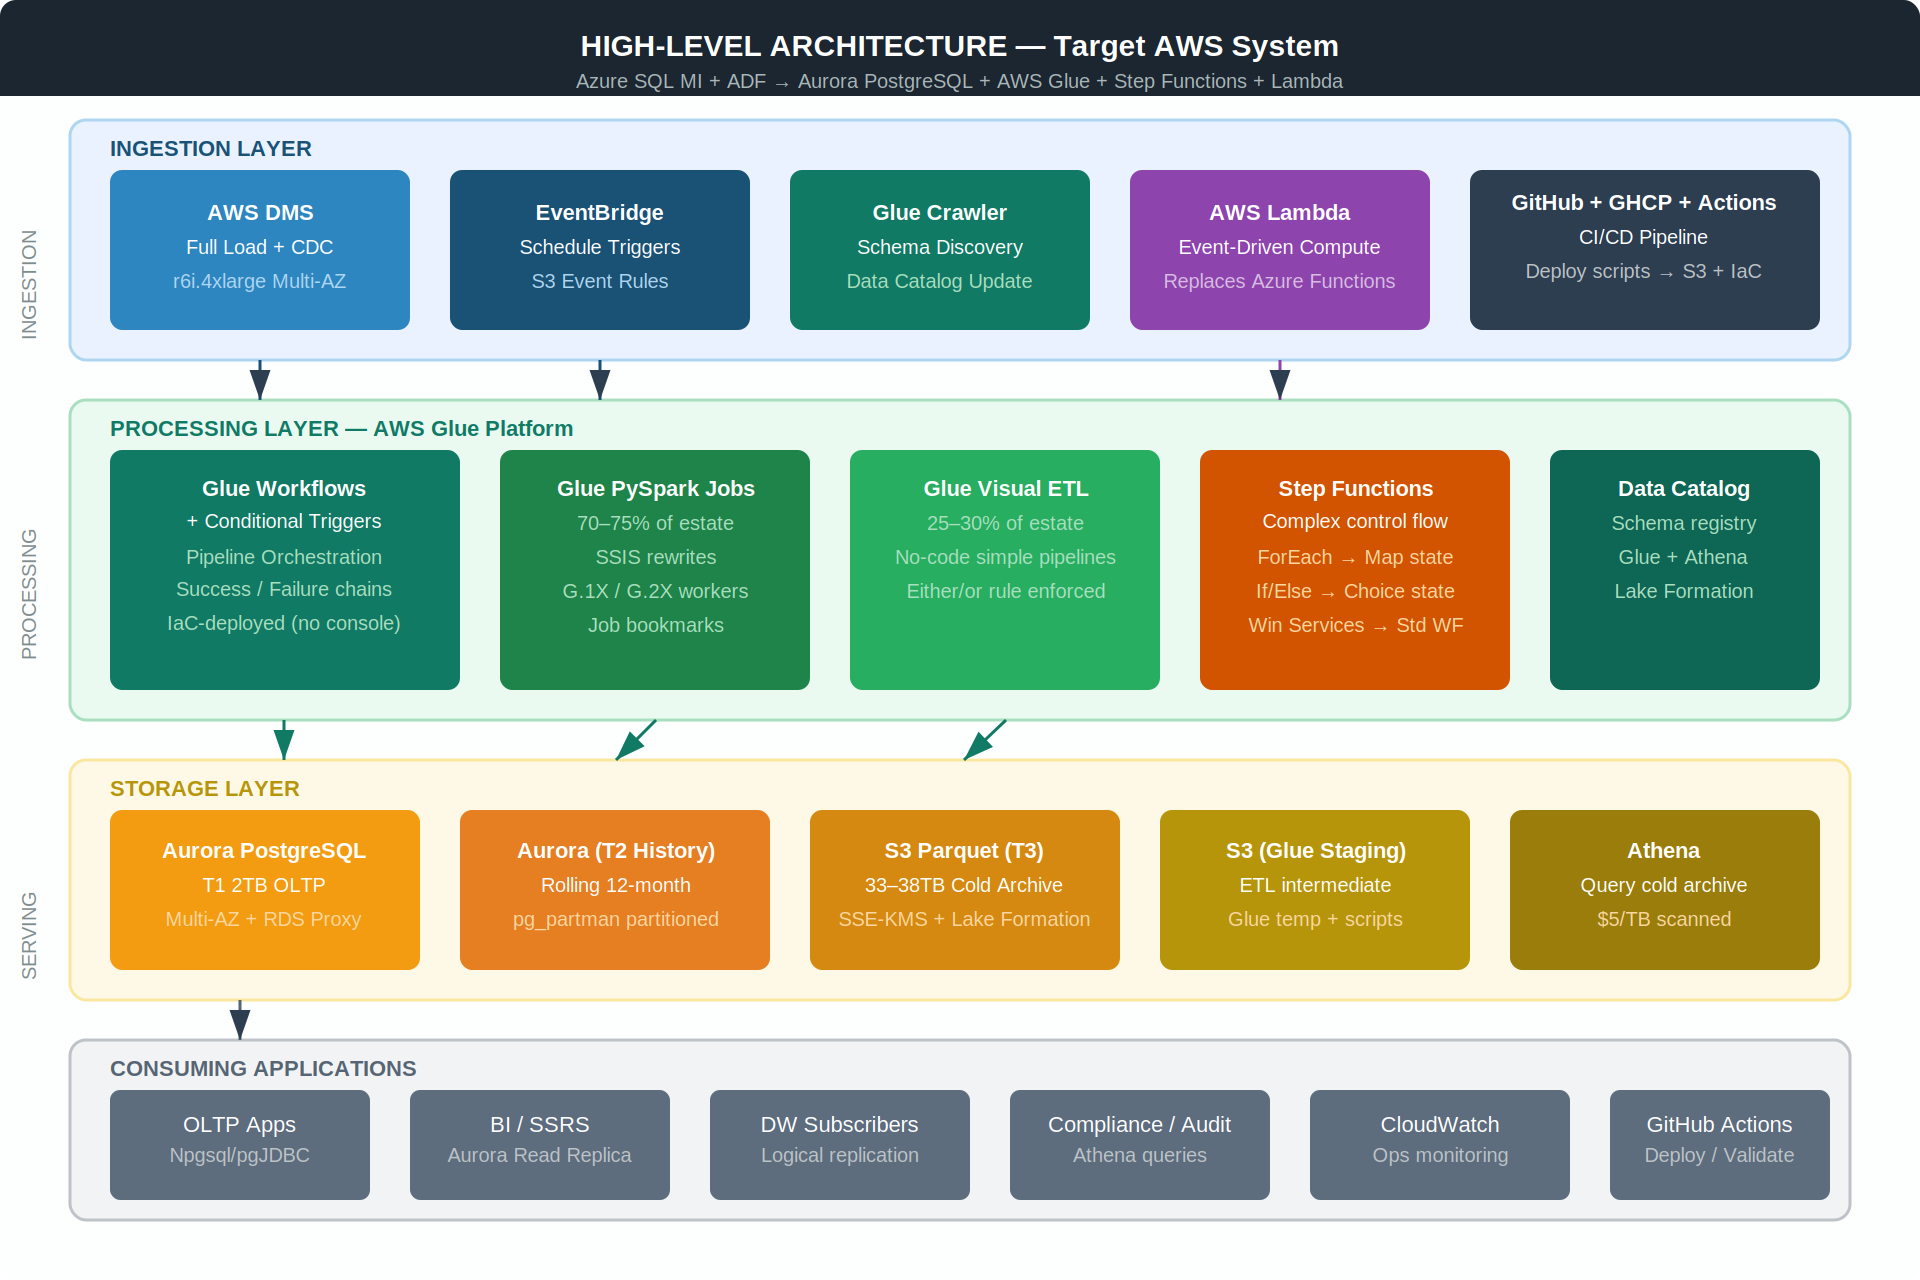 HIGH-LEVEL ARCHITECTURE — Target AWS System
Azure SQL MI + ADF → Aurora PostgreSQL + AWS Glue + Step Functions + Lambda
INGESTION
INGESTION LAYER
AWS DMS
Full Load + CDC
r6i.4xlarge Multi-AZ
EventBridge
Schedule Triggers
S3 Event Rules
Glue Crawler
Schema Discovery
Data Catalog Update
AWS Lambda
Event-Driven Compute
Replaces Azure Functions
GitHub + GHCP + Actions
CI/CD Pipeline
Deploy scripts → S3 + IaC
PROCESSING
PROCESSING LAYER — AWS Glue Platform
Glue Workflows
+ Conditional Triggers
Pipeline Orchestration
Success / Failure chains
IaC-deployed (no console)
Glue PySpark Jobs
70–75% of estate
SSIS rewrites
G.1X / G.2X workers
Job bookmarks
Glue Visual ETL
25–30% of estate
No-code simple pipelines
Either/or rule enforced
Step Functions
Complex control flow
ForEach → Map state
If/Else → Choice state
Win Services → Std WF
Data Catalog
Schema registry
Glue + Athena
Lake Formation
SERVING
STORAGE LAYER
Aurora PostgreSQL
T1 2TB OLTP
Multi-AZ + RDS Proxy
Aurora (T2 History)
Rolling 12-month
pg_partman partitioned
S3 Parquet (T3)
33–38TB Cold Archive
SSE-KMS + Lake Formation
S3 (Glue Staging)
ETL intermediate
Glue temp + scripts
Athena
Query cold archive
$5/TB scanned
CONSUMING APPLICATIONS
OLTP Apps
Npgsql/pgJDBC
BI / SSRS
Aurora Read Replica
DW Subscribers
Logical replication
Compliance / Audit
Athena queries
CloudWatch
Ops monitoring
GitHub Actions
Deploy / Validate